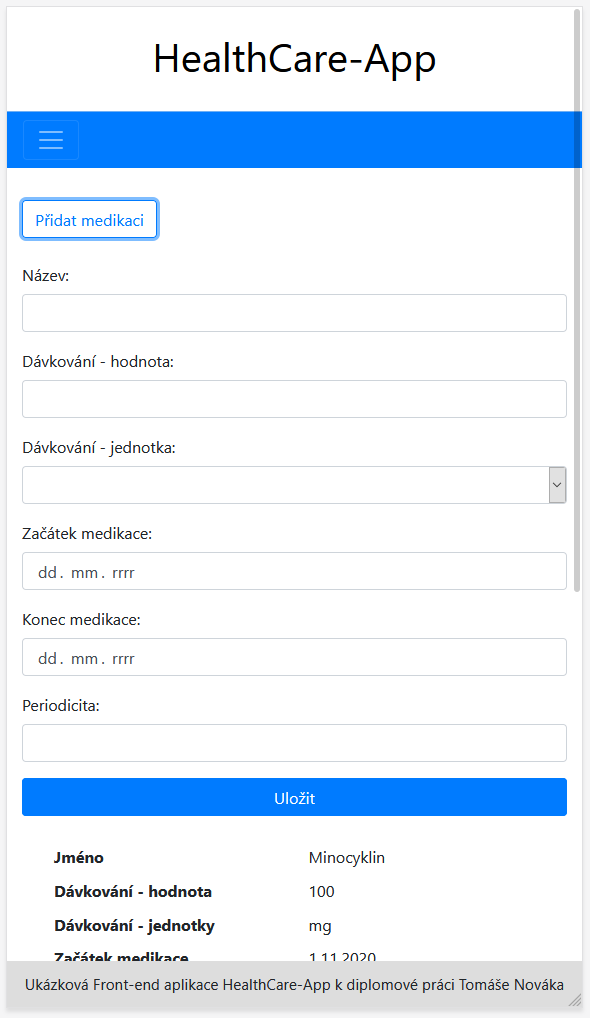 HealthCare-App
Přidat medikaci
Název:
Dávkování - hodnota:
Dávkování - jednotka:
Začátek medikace:
dd. mm. rrrr
Konec medikace:
dd. mm. rrrr
Periodicita:
Uložit
Jméno Minocyklin
Dávkování - hodnota 100
Dávkování - jednotky mg
Začátek medikace 1.11.2020
Ukázková Front-end aplikace HealthCare-App k diplomové práci Tomáše Nováka